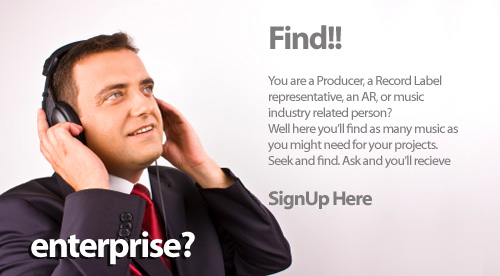 Find!!
You are a Producer, a Record Label
representative, an AR, or music
industry related person?
Well here you'll find as many music as
you might need for your projects.
Seek and find. Ask and you'll recieve
SignUp Here
enterprise?